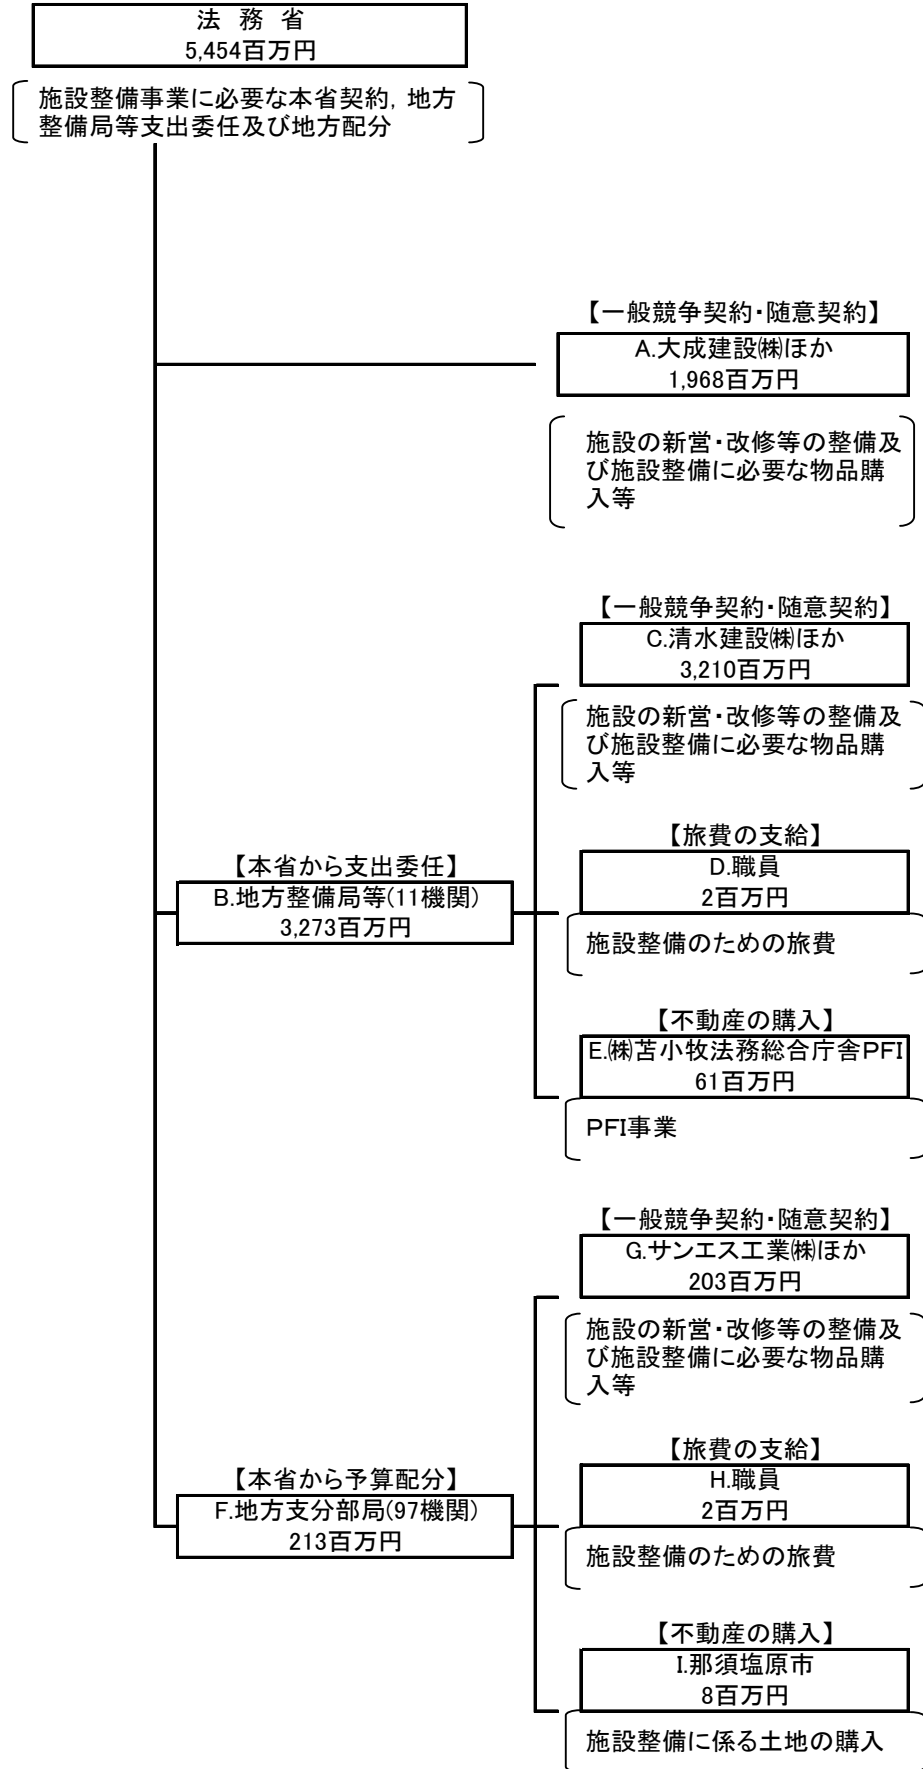 法 務 省
5,454百万円
施設整備事業に必要な本省契約，地方
整備局等支出委任及び地方配分
【一般競争契約・随意契約】
A.大成建設㈱ほか
1,968百万円
施設の新営・改修等の整備及
び施設整備に必要な物品購
入等
【一般競争契約・随意契約】
C.清水建設㈱ほか
3,210百万円
施設の新営・改修等の整備及
び施設整備に必要な物品購
入等
【旅費の支給】
D.職員
2百万円
施設整備のための旅費
【本省から支出委任】
B.地方整備局等(11機関)
3,273百万円
【不動産の購入】
E.㈱苫小牧法務総合庁舎PFI
61百万円
PFI事業
【一般競争契約・随意契約】
G.サンエス工業㈱ほか
203百万円
施設の新営・改修等の整備及
び施設整備に必要な物品購
入等
【旅費の支給】
H.職員
2百万円
施設整備のための旅費
【本省から予算配分】
F.地方支分部局(97機関)
213百万円
【不動産の購入】
I.那須塩原市
8百万円
施設整備に係る土地の購入